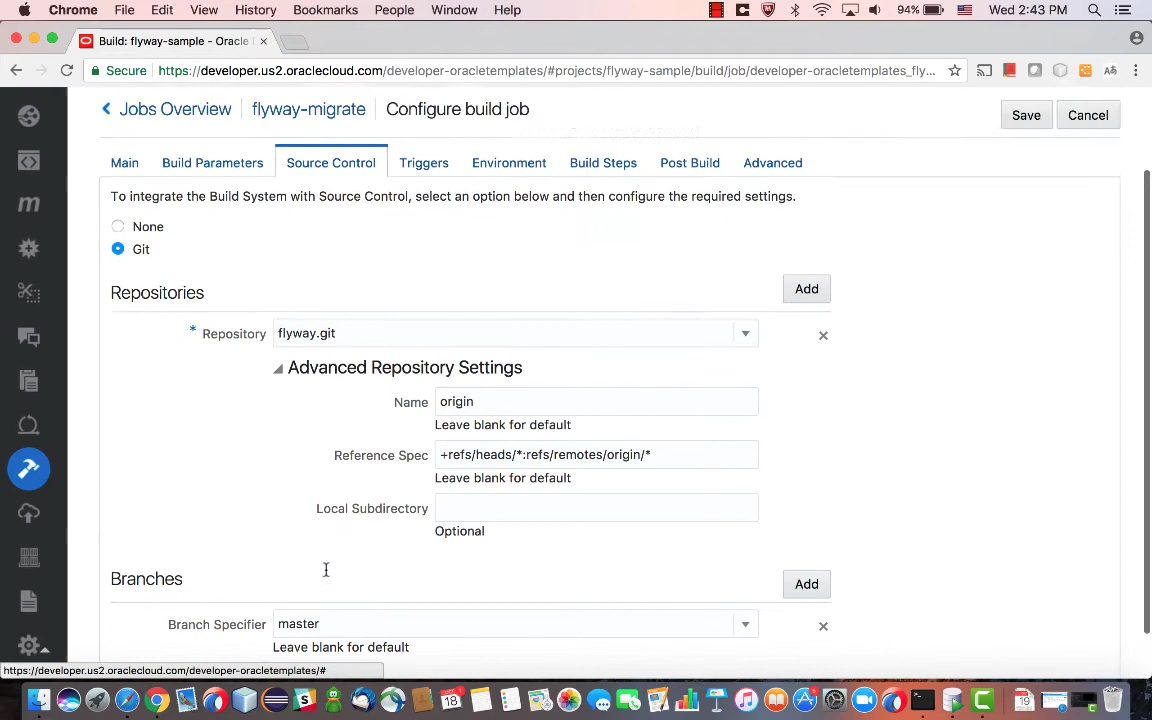 Chrome File Edit View History Bookmarks People Window Help 94% Wed 2:43 PM
Build: flyway-sample - Oracle
Secure https://developer.us2.oraclecloud.com/developer-oracletemplates/#projects/flyway-sample/build/job/developer-oracletemplates_fly...
Jobs Overview flyway-migrate Configure build job Save Cancel
Main Build Parameters Source Control Triggers Environment Build Steps Post Build Advanced
To integrate the Build System with Source Control, select an option below and then configure the required settings.
None
Git
Repositories Add
* Repository flyway.git
Advanced Repository Settings
Name origin
Leave blank for default
Reference Spec +refs/heads/*:refs/remotes/origin/*
Leave blank for default
Local Subdirectory
Optional
Branches Add
Branch Specifier master
Leave blank for default
https://developer.us2.oraclecloud.com/developer-oracletemplates/#